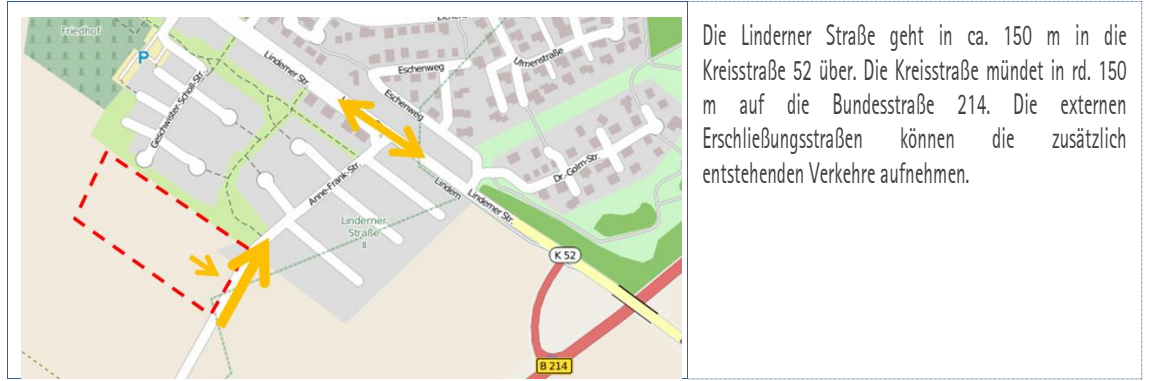 Eschenweg
Friedhof
P
Linderner Str.
Ulmenstraße
Eschenweg
Geschwister-Scholl-Str.
Eschenweg
Anne-Frank-Str.
Dr.-Golm-Str.
Lindern
Linderner Str.
Linderner
Straße
II
K 52
B 214
Die Linderner Straße geht in ca. 150 m in die
Kreisstraße 52 über. Die Kreisstraße mündet in rd. 150
m auf die Bundesstraße 214. Die externen
Erschließungsstraßen können die zusätzlich
entstehenden Verkehre aufnehmen.